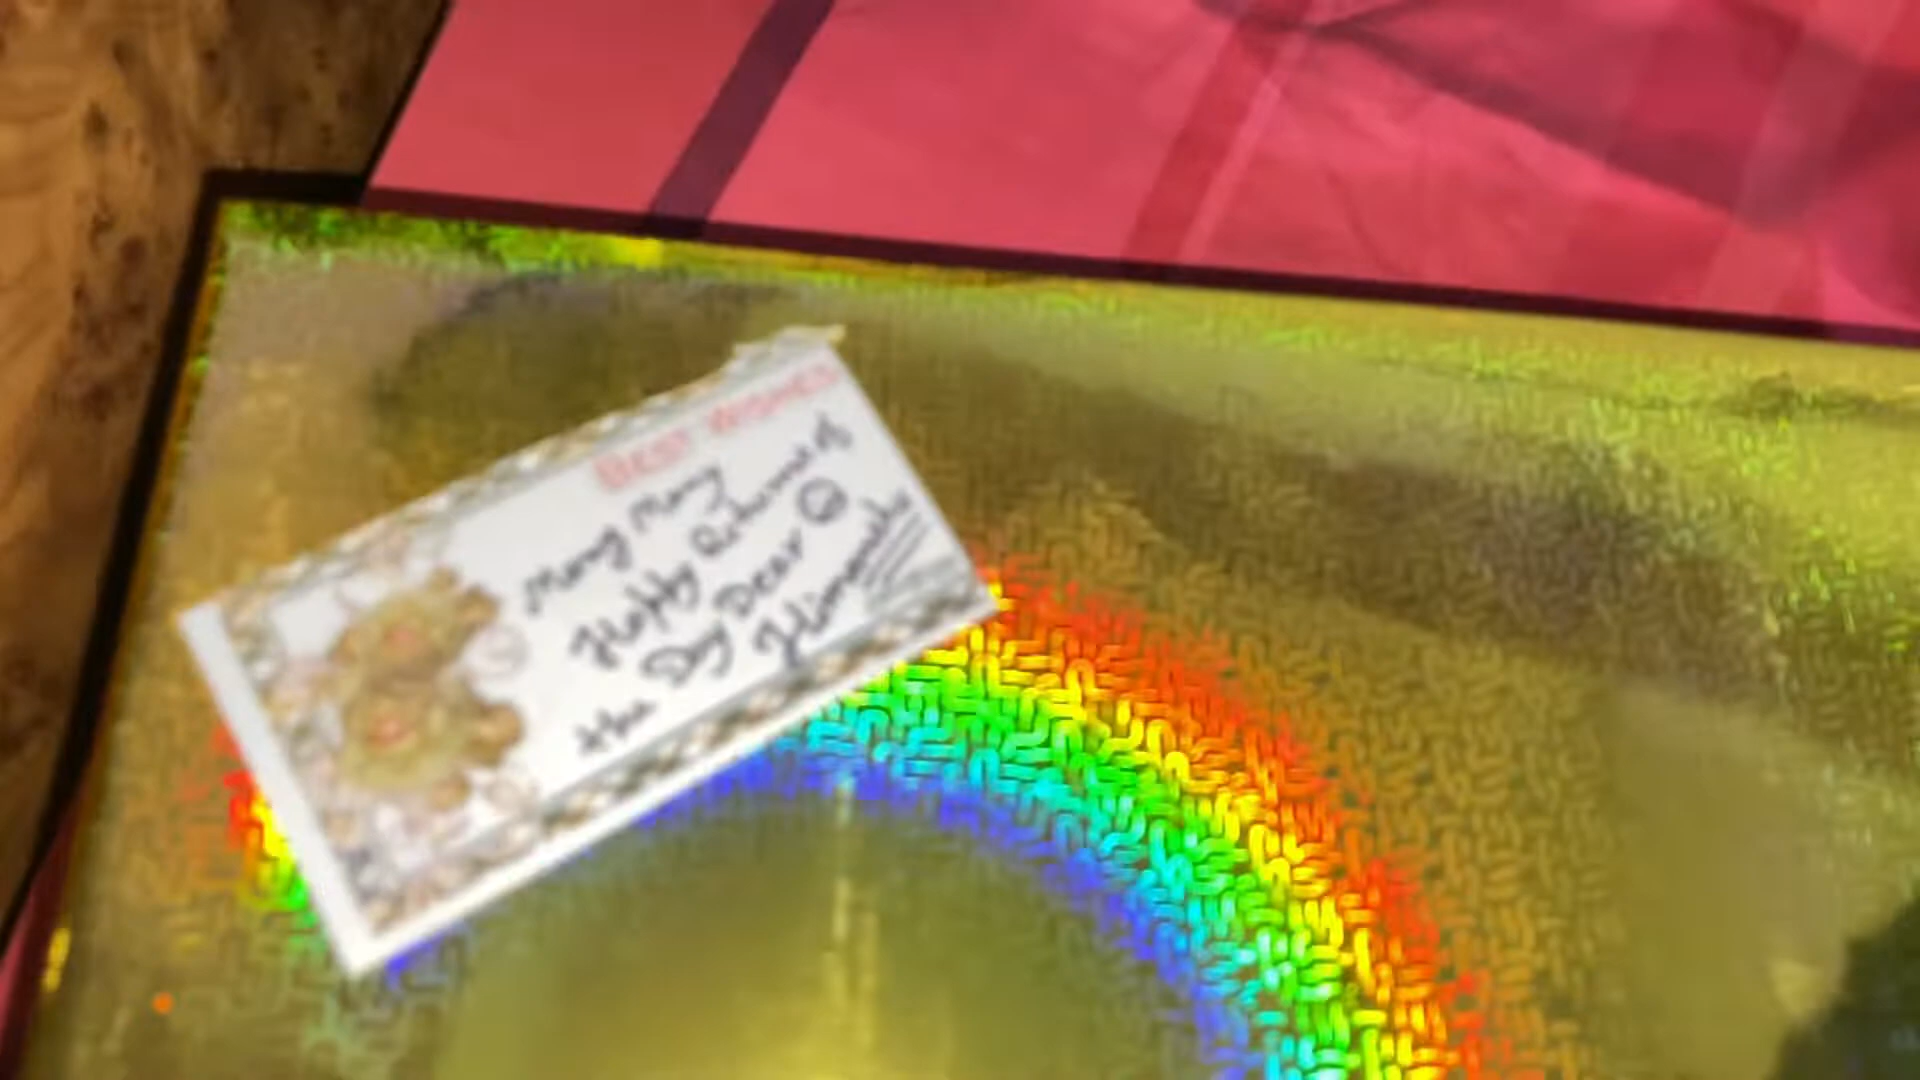 Best Wishes
Many Many
Happy Returns of
the Day Dear ☺